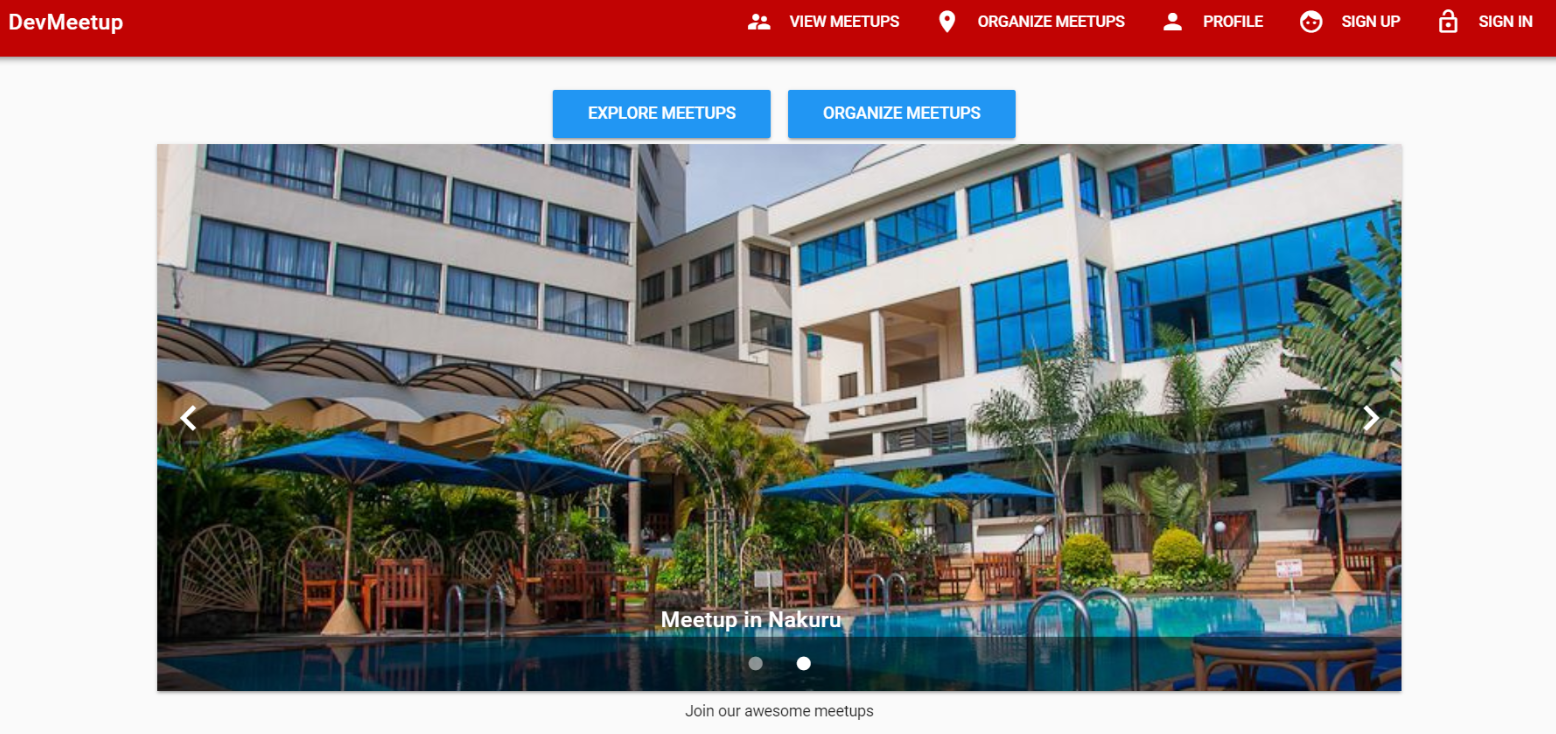 DevMeetup VIEW MEETUPS ORGANIZE MEETUPS PROFILE SIGN UP SIGN IN
EXPLORE MEETUPS ORGANIZE MEETUPS
Meetup in Nakuru
Join our awesome meetups